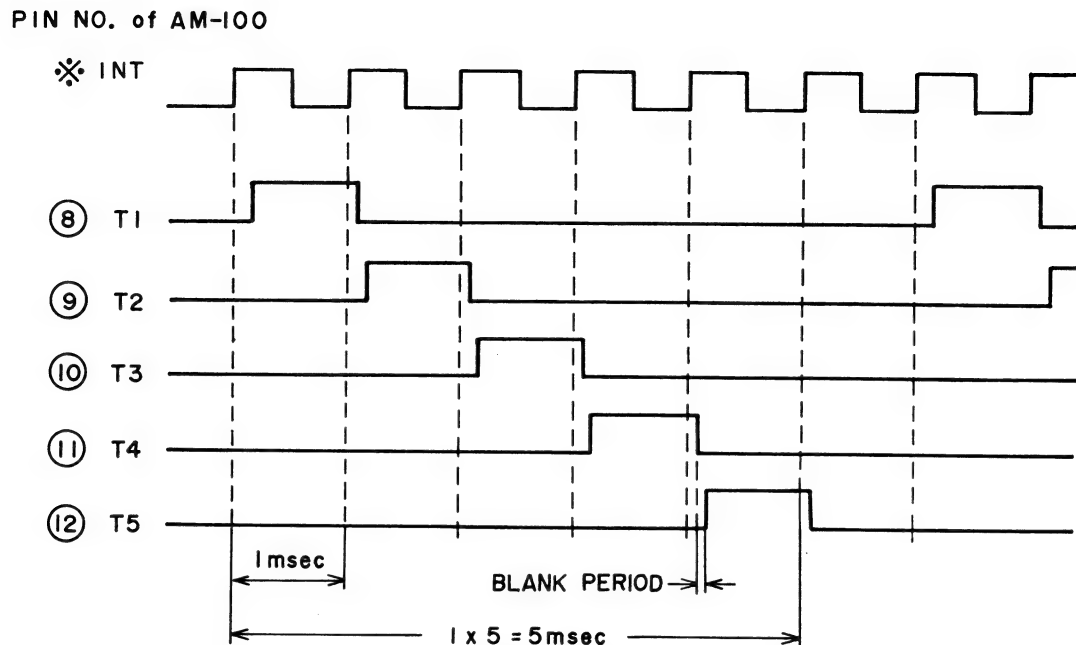 PIN NO. of AM-100
※ INT
⑧ T1
⑨ T2
⑩ T3
⑪ T4
⑫ T5
1msec
BLANK PERIOD
1 x 5 = 5msec